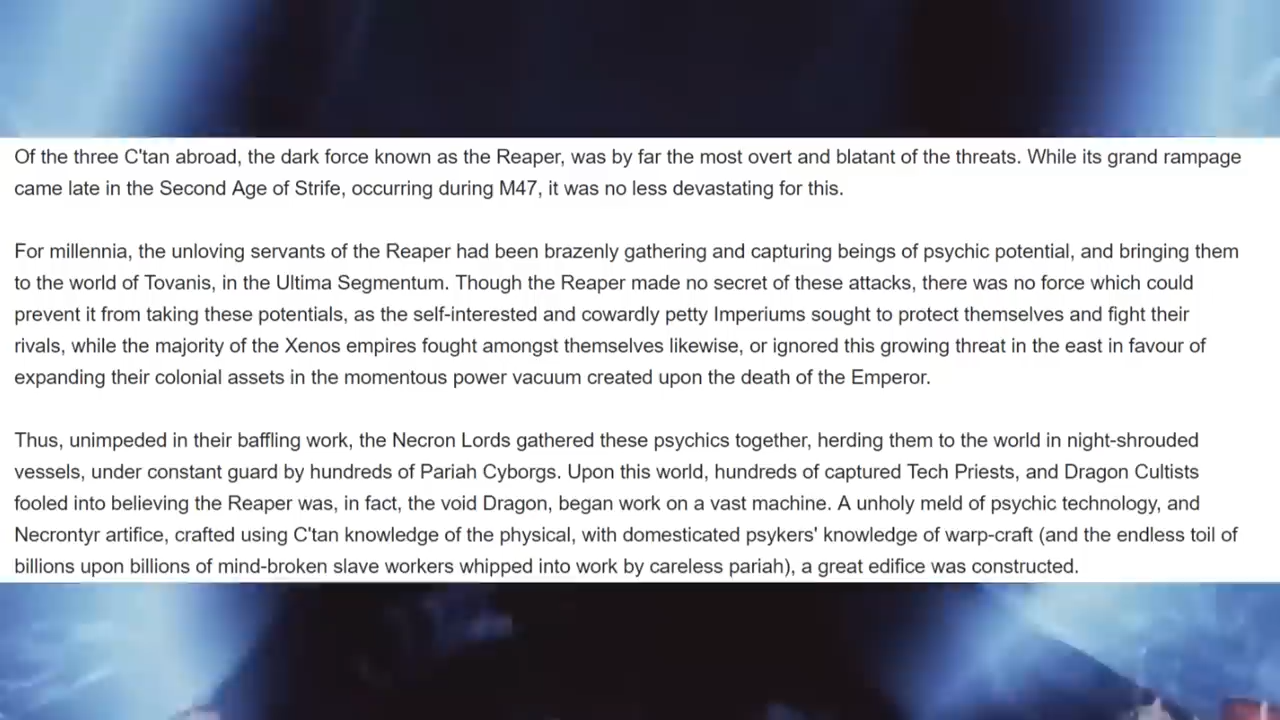 Of the three C'tan abroad, the dark force known as the Reaper, was by far the most overt and blatant of the threats. While its grand rampage
came late in the Second Age of Strife, occurring during M47, it was no less devastating for this.
For millennia, the unloving servants of the Reaper had been brazenly gathering and capturing beings of psychic potential, and bringing them
to the world of Tovanis, in the Ultima Segmentum. Though the Reaper made no secret of these attacks, there was no force which could
prevent it from taking these potentials, as the self-interested and cowardly petty Imperiums sought to protect themselves and fight their
rivals, while the majority of the Xenos empires fought amongst themselves likewise, or ignored this growing threat in the east in favour of
expanding their colonial assets in the momentous power vacuum created upon the death of the Emperor.
Thus, unimpeded in their baffling work, the Necron Lords gathered these psychics together, herding them to the world in night-shrouded
vessels, under constant guard by hundreds of Pariah Cyborgs. Upon this world, hundreds of captured Tech Priests, and Dragon Cultists
fooled into believing the Reaper was, in fact, the void Dragon, began work on a vast machine. A unholy meld of psychic technology, and
Necrontyr artifice, crafted using C'tan knowledge of the physical, with domesticated psykers' knowledge of warp-craft (and the endless toil of
billions upon billions of mind-broken slave workers whipped into work by careless pariah), a great edifice was constructed.